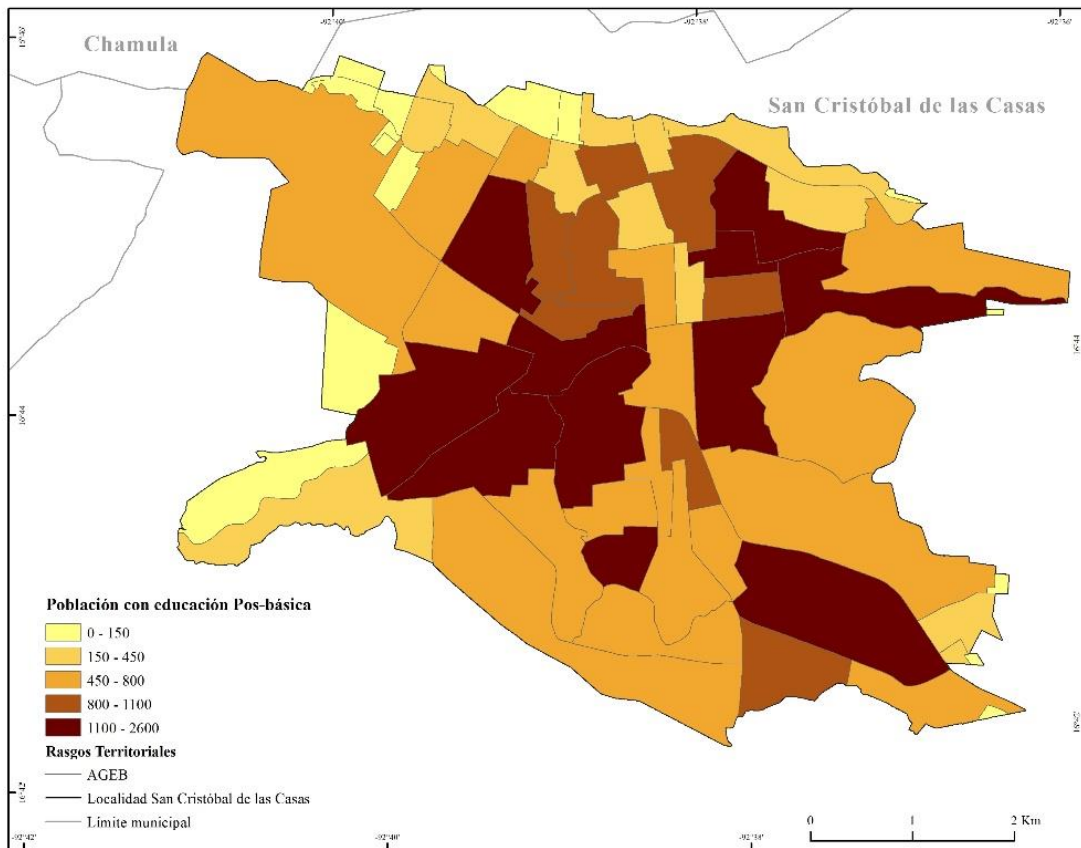 Chamula
San Cristóbal de las Casas
Población con educación Pos-básica
0 - 150
150 - 450
450 - 800
800 - 1100
1100 - 2600
Rasgos Territoriales
AGEB
Localidad San Cristóbal de las Casas
Límite municipal
0 1 2 Km